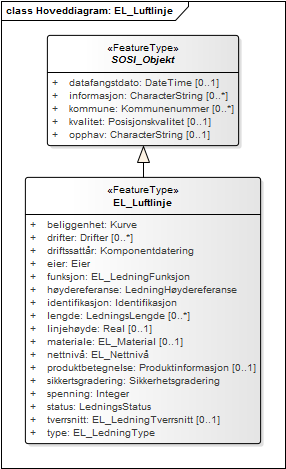 class Hoveddiagram: EL_Luftlinje
«FeatureType»
SOSI_Objekt
+ datafangstdato: DateTime [0..1]
+ informasjon: CharacterString [0..*]
+ kommune: Kommunenummer [0..*]
+ kvalitet: Posisjonskvalitet [0..1]
+ opphav: CharacterString [0..1]
«FeatureType»
EL_Luftlinje
+ beliggenhet: Kurve
+ drifter: Drifter [0..*]
+ driftssattår: Komponentdatering
+ eier: Eier
+ funksjon: EL_LedningFunksjon
+ høydereferanse: LedningHøydereferanse
+ identifikasjon: Identifikasjon
+ lengde: LedningsLengde [0..*]
+ linjehøyde: Real [0..1]
+ materiale: EL_Material [0..1]
+ nettnivå: EL_Nettnivå
+ produktbetegnelse: Produktinformasjon [0..1]
+ sikkertsgradering: Sikkerhetsgradering
+ spenning: Integer
+ status: LedningsStatus
+ tverrsnitt: EL_LedningTverrsnitt [0..1]
+ type: EL_LedningType